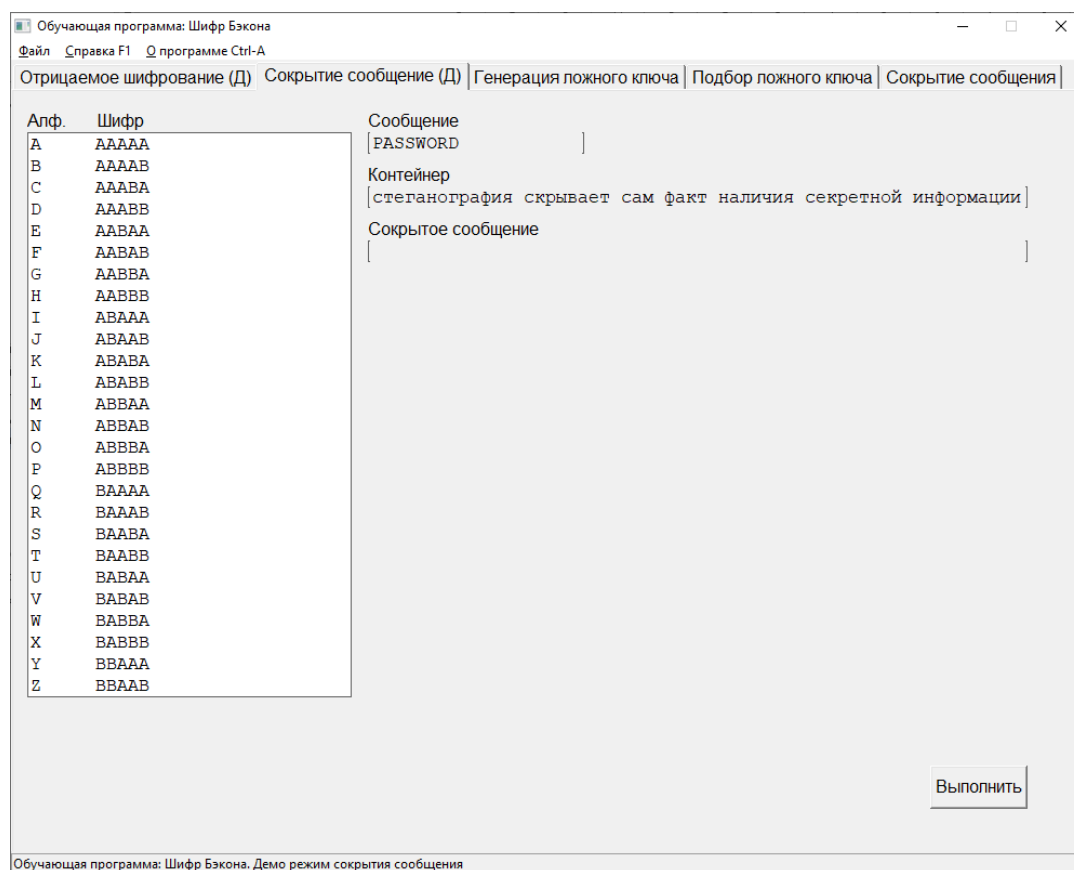 Обучающая программа: Шифр Бэкона
Файл Справка F1 О программе Ctrl-A
Отрицаемое шифрование (Д) Сокрытие сообщение (Д) Генерация ложного ключа Подбор ложного ключа Сокрытие сообщения
Алф. Шифр
A AAAAA
B AAAAB
C AAABA
D AAABB
E AABAA
F AABAB
G AABBA
H AABBB
I ABAAA
J ABAAB
K ABABA
L ABABB
M ABBAA
N ABBAB
O ABBBA
P ABBBB
Q BAAAA
R BAAAB
S BAABA
T BAABB
U BABAA
V BABAB
W BABBA
X BABBB
Y BBAAA
Z BBAAB
Сообщение
[PASSWORD ]
Контейнер
[стеганография скрывает сам факт наличия секретной информации]
Сокрытое сообщение
[ ]
Выполнить
Обучающая программа: Шифр Бэкона. Демо режим сокрытия сообщения